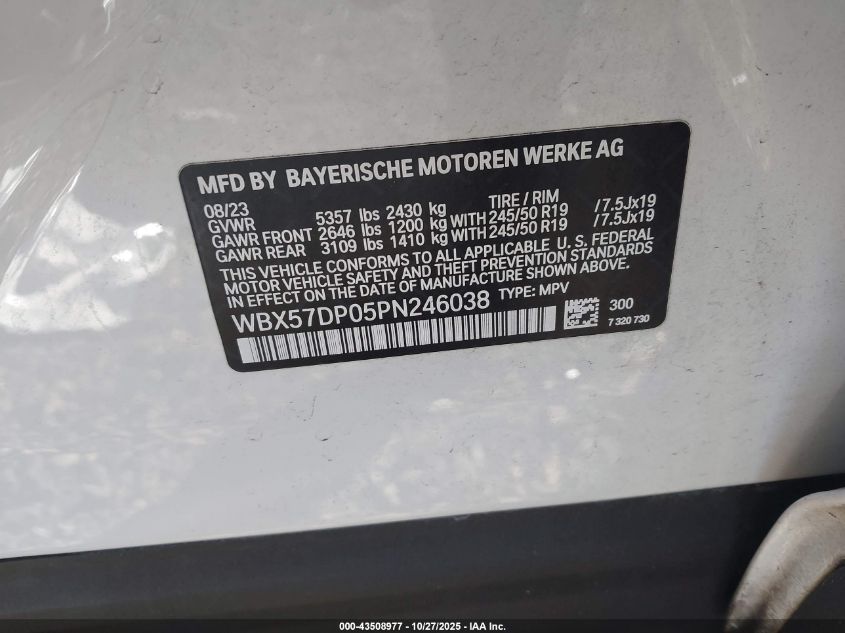 MFD BY BAYERISCHE MOTOREN WERKE AG
08/23 TIRE / RIM
GVWR 5357 lbs 2430 kg
GAWR FRONT 2646 lbs 1200 kg WITH 245/50 R19 /7.5Jx19
GAWR REAR 3109 lbs 1410 kg WITH 245/50 R19 /7.5Jx19
THIS VEHICLE CONFORMS TO ALL APPLICABLE U. S. FEDERAL
MOTOR VEHICLE SAFETY AND THEFT PREVENTION STANDARDS
IN EFFECT ON THE DATE OF MANUFACTURE SHOWN ABOVE.
WBX57DP05PN246038 TYPE: MPV
300
7 320 730
000-43508977 - 10/27/2025 - IAA Inc.